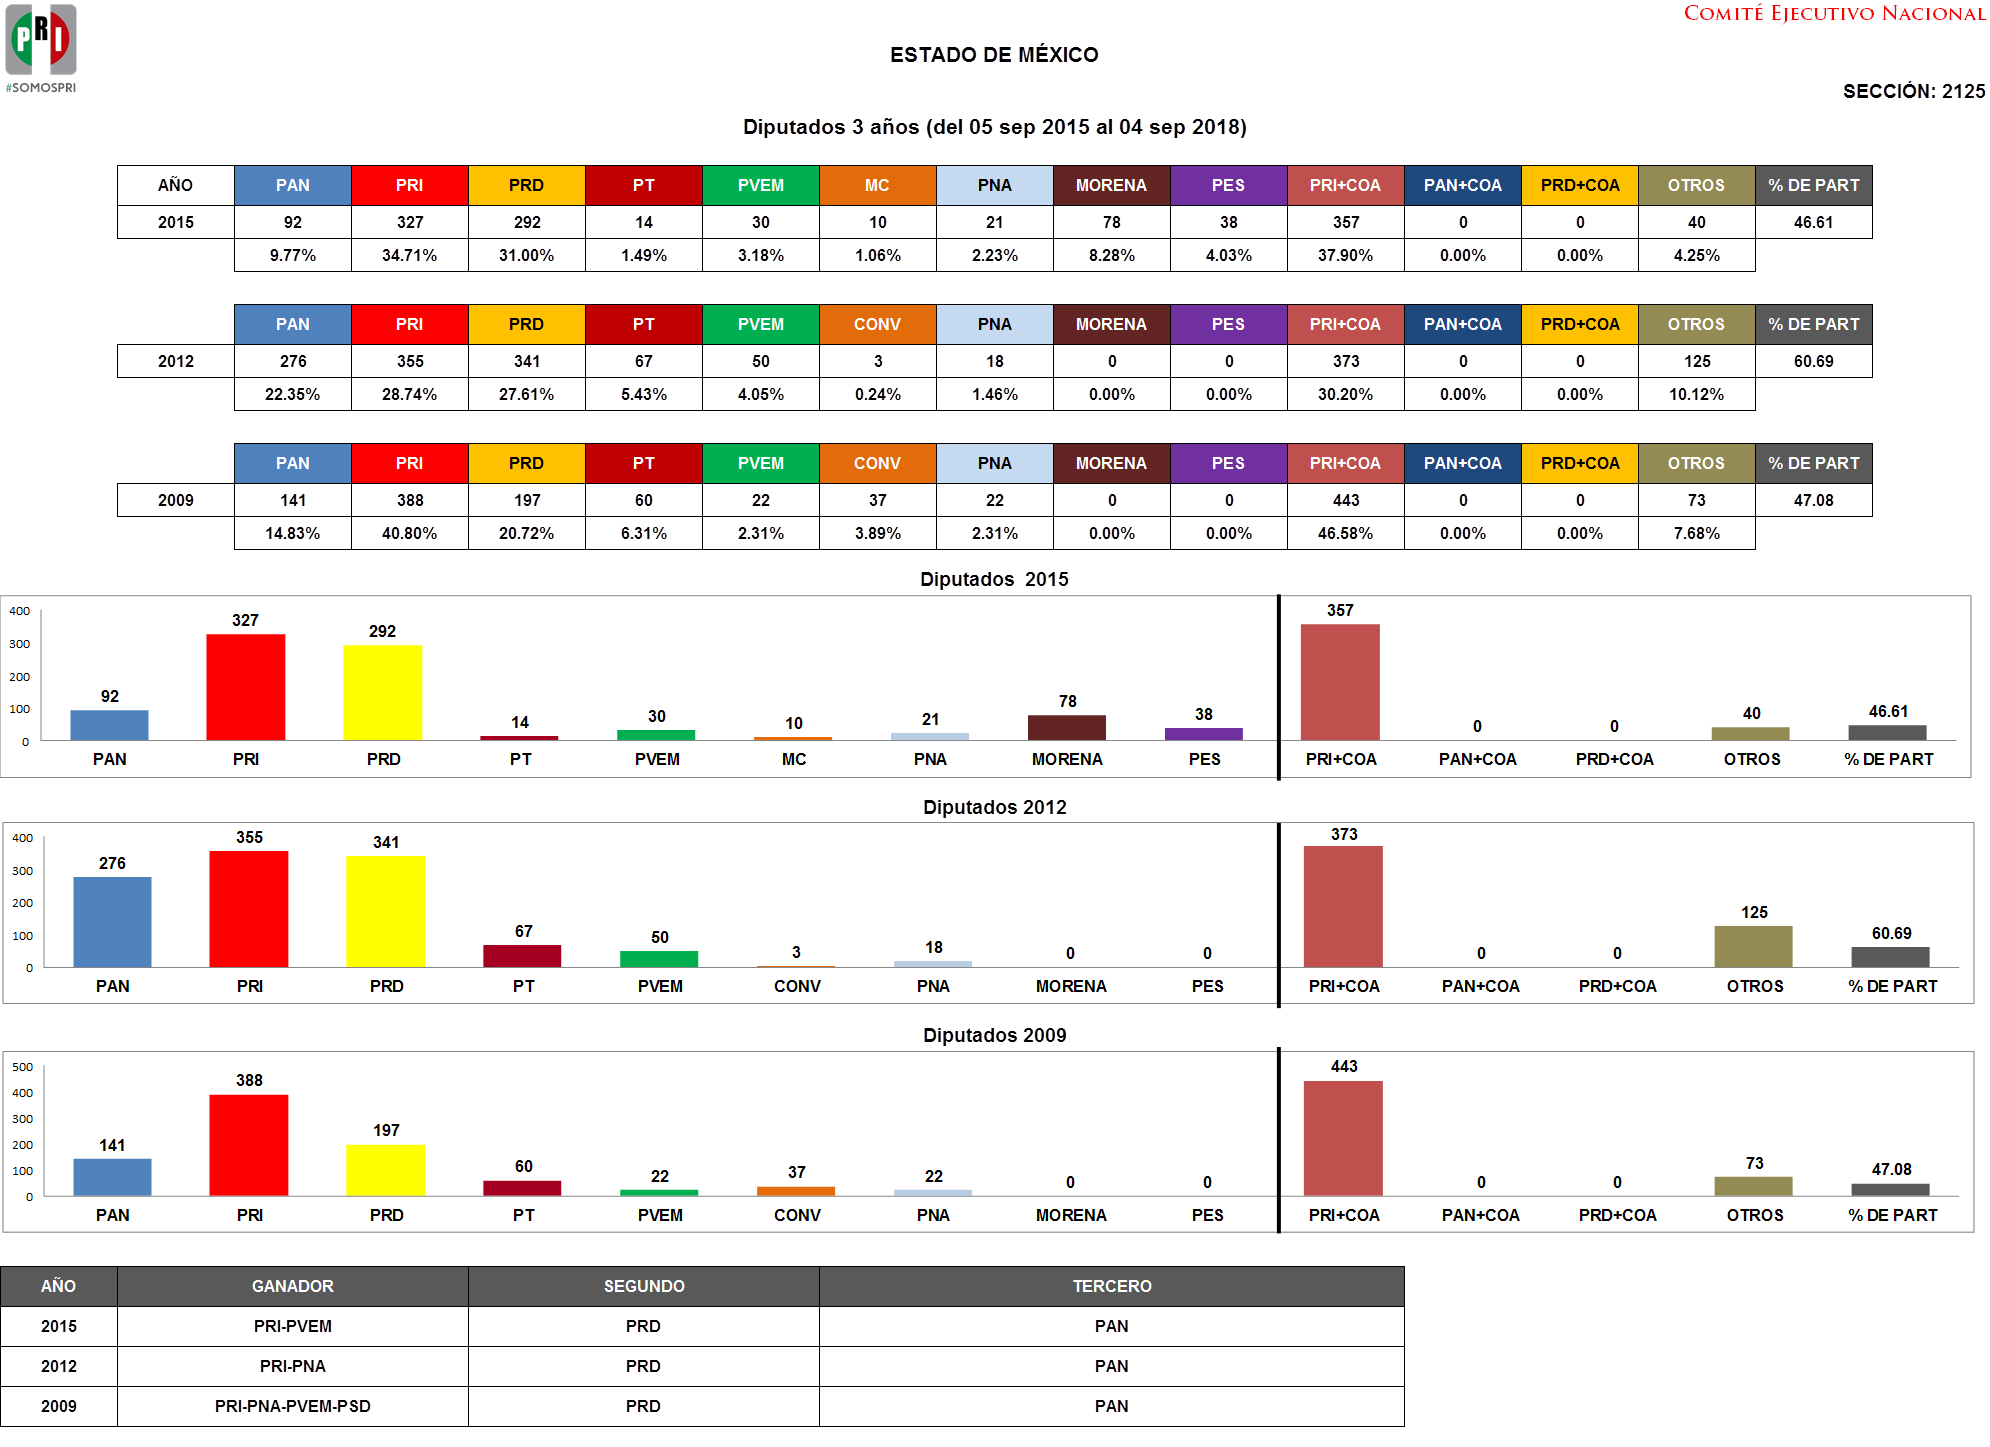 PRI
#SOMOSPRI
COMITÉ EJECUTIVO NACIONAL
ESTADO DE MÉXICO
SECCIÓN: 2125
Diputados 3 años (del 05 sep 2015 al 04 sep 2018)
AÑO PAN PRI PRD PT PVEM MC PNA MORENA PES PRI+COA PAN+COA PRD+COA OTROS % DE PART
2015 92 327 292 14 30 10 21 78 38 357 0 0 40 46.61
9.77% 34.71% 31.00% 1.49% 3.18% 1.06% 2.23% 8.28% 4.03% 37.90% 0.00% 0.00% 4.25%
PAN PRI PRD PT PVEM CONV PNA MORENA PES PRI+COA PAN+COA PRD+COA OTROS % DE PART
2012 276 355 341 67 50 3 18 0 0 373 0 0 125 60.69
22.35% 28.74% 27.61% 5.43% 4.05% 0.24% 1.46% 0.00% 0.00% 30.20% 0.00% 0.00% 10.12%
PAN PRI PRD PT PVEM CONV PNA MORENA PES PRI+COA PAN+COA PRD+COA OTROS % DE PART
2009 141 388 197 60 22 37 22 0 0 443 0 0 73 47.08
14.83% 40.80% 20.72% 6.31% 2.31% 3.89% 2.31% 0.00% 0.00% 46.58% 0.00% 0.00% 7.68%
Diputados 2015
400
300
200
100
0
92 327 292 14 30 10 21 78 38 357 0 0 40 46.61
PAN PRI PRD PT PVEM MC PNA MORENA PES PRI+COA PAN+COA PRD+COA OTROS % DE PART
Diputados 2012
400
300
200
100
0
276 355 341 67 50 3 18 0 0 373 0 0 125 60.69
PAN PRI PRD PT PVEM CONV PNA MORENA PES PRI+COA PAN+COA PRD+COA OTROS % DE PART
Diputados 2009
500
400
300
200
100
0
141 388 197 60 22 37 22 0 0 443 0 0 73 47.08
PAN PRI PRD PT PVEM CONV PNA MORENA PES PRI+COA PAN+COA PRD+COA OTROS % DE PART
AÑO GANADOR SEGUNDO TERCERO
2015 PRI-PVEM PRD PAN
2012 PRI-PNA PRD PAN
2009 PRI-PNA-PVEM-PSD PRD PAN